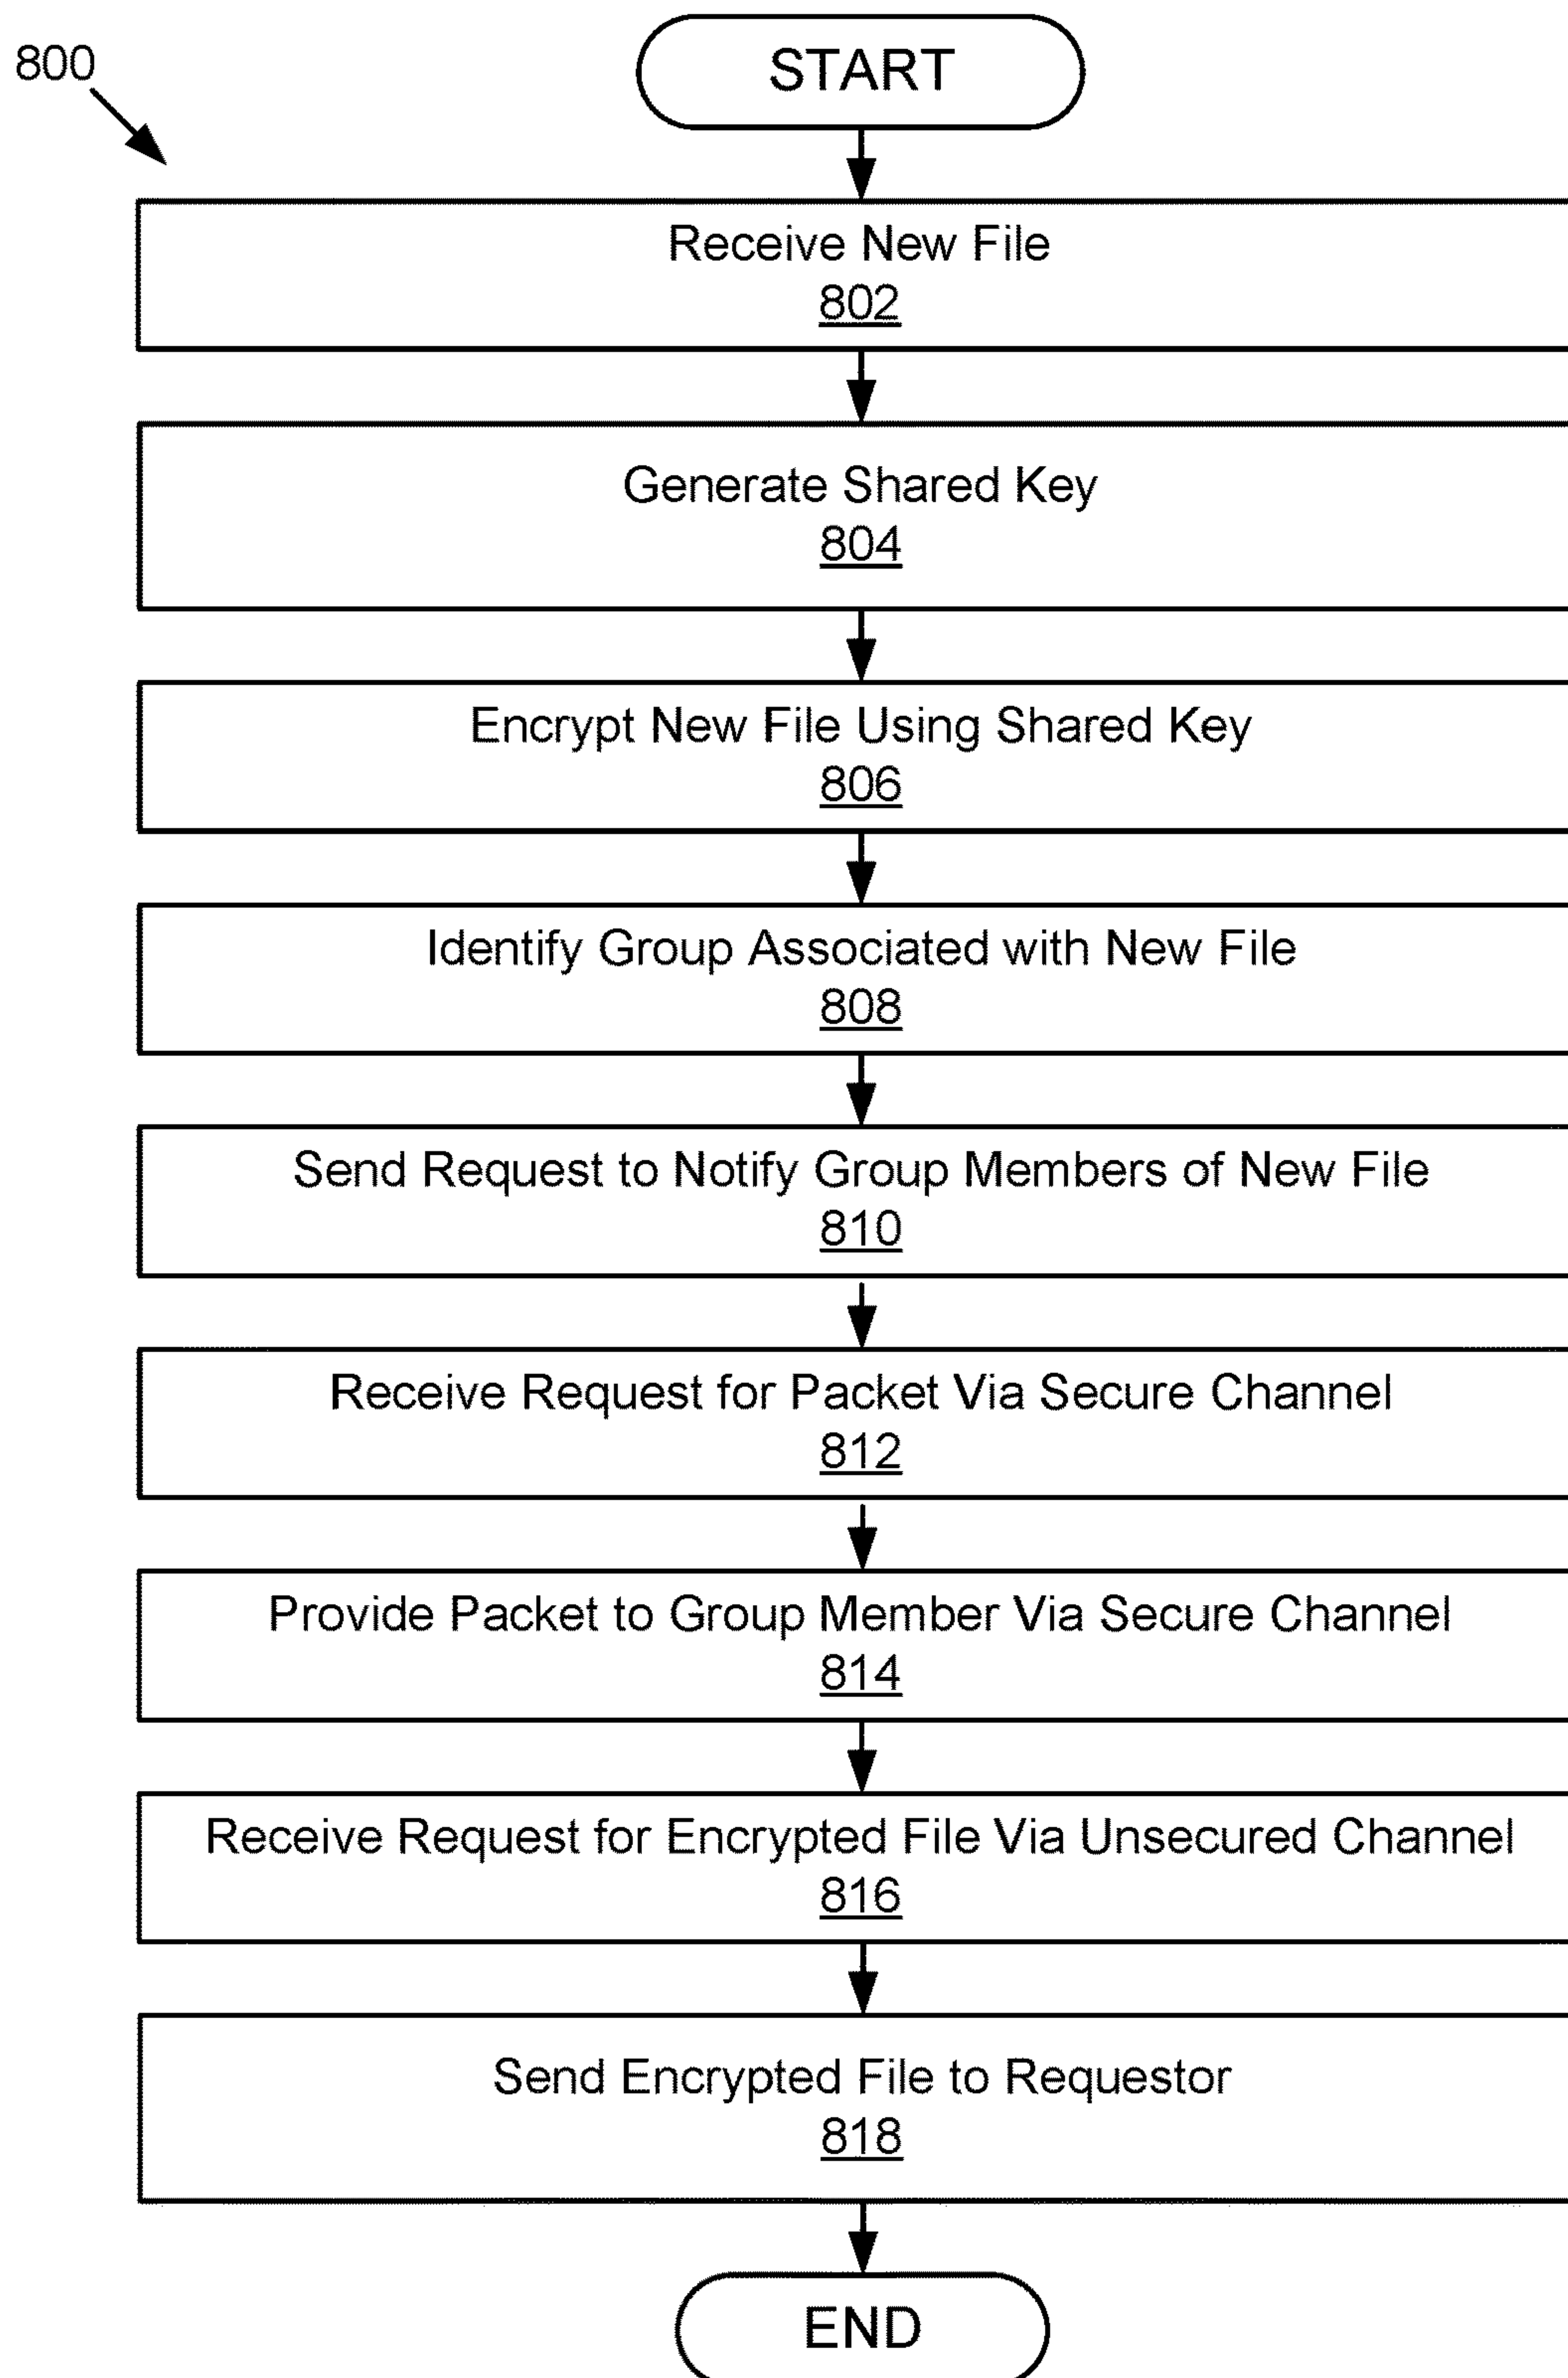 800
START
Receive New File
802
Generate Shared Key
804
Encrypt New File Using Shared Key
806
Identify Group Associated with New File
808
Send Request to Notify Group Members of New File
810
Receive Request for Packet Via Secure Channel
812
Provide Packet to Group Member Via Secure Channel
814
Receive Request for Encrypted File Via Unsecured Channel
816
Send Encrypted File to Requestor
818
END